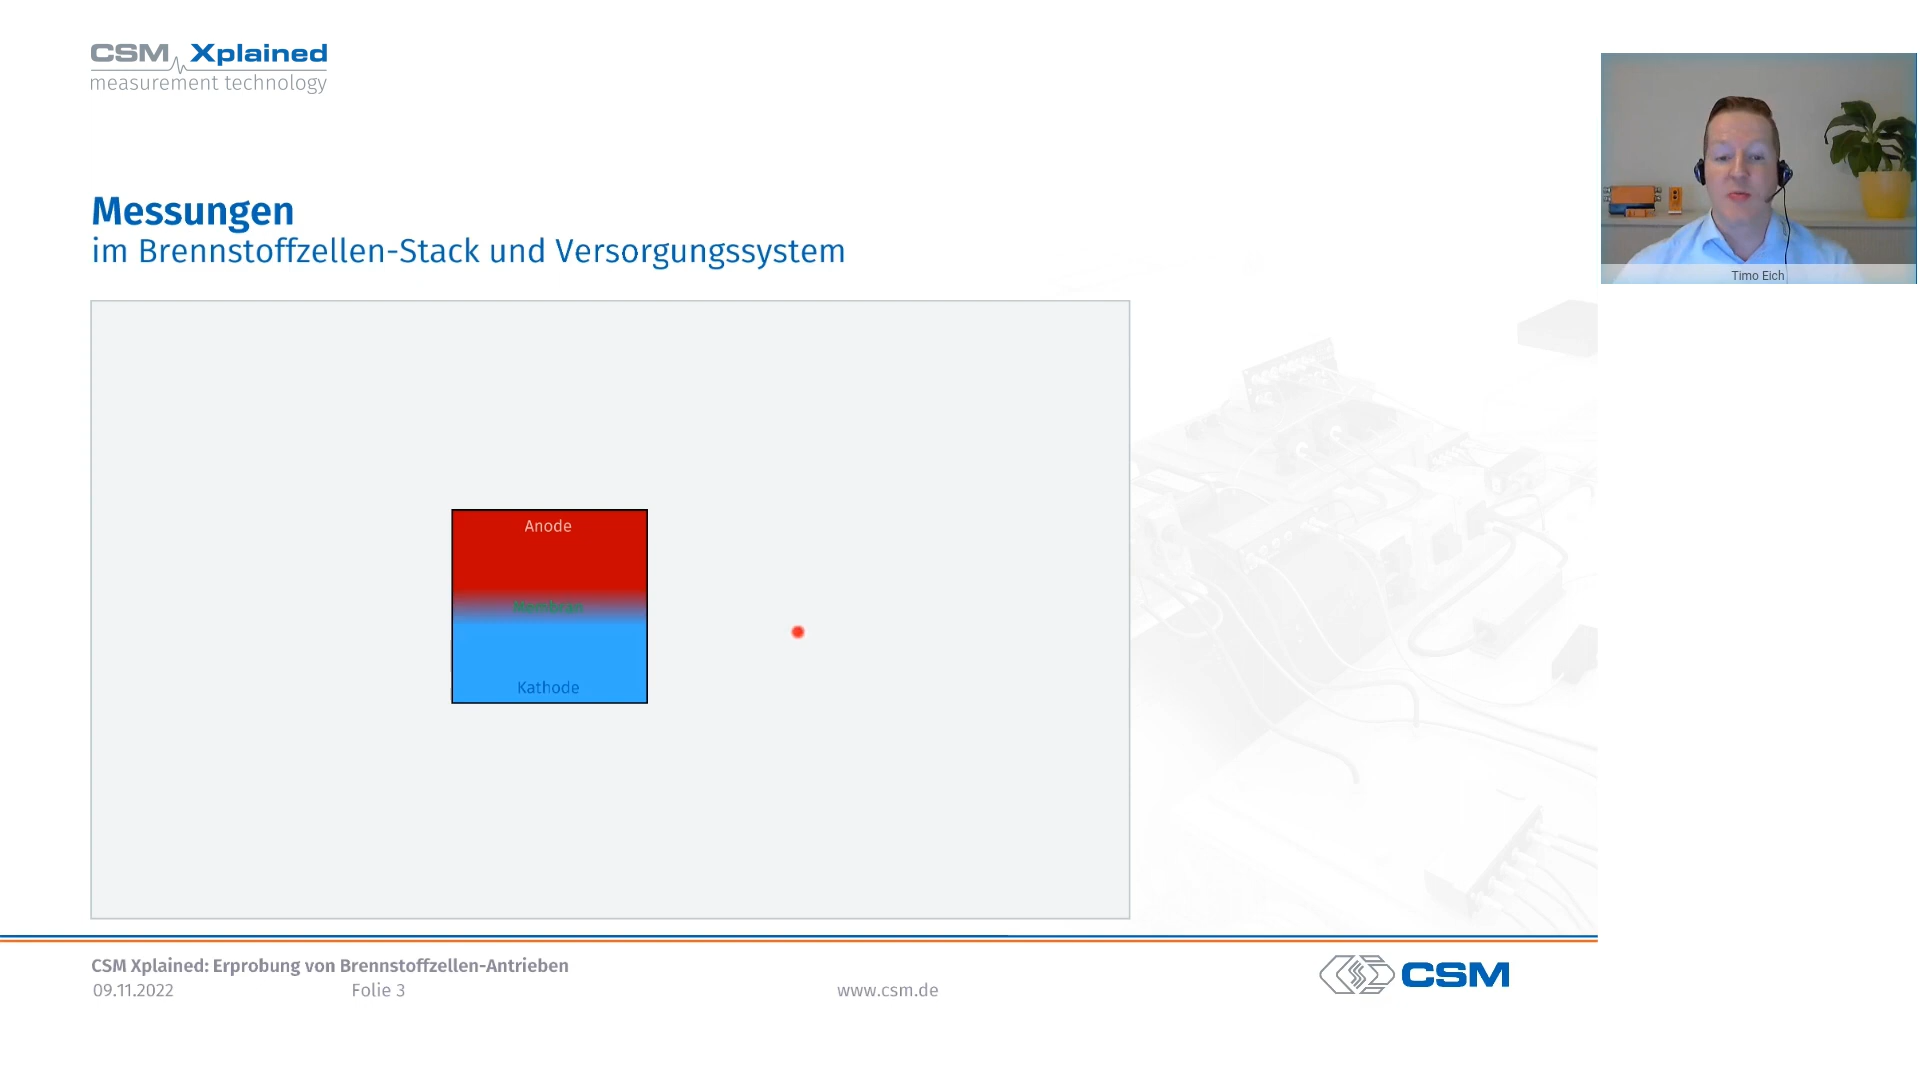 CSM Xplained
measurement technology
Messungen
im Brennstoffzellen-Stack und Versorgungssystem
Anode
Membran
Kathode
Timo Eich
CSM Xplained: Erprobung von Brennstoffzellen-Antrieben
09.11.2022
Folie 3
www.csm.de
CSM